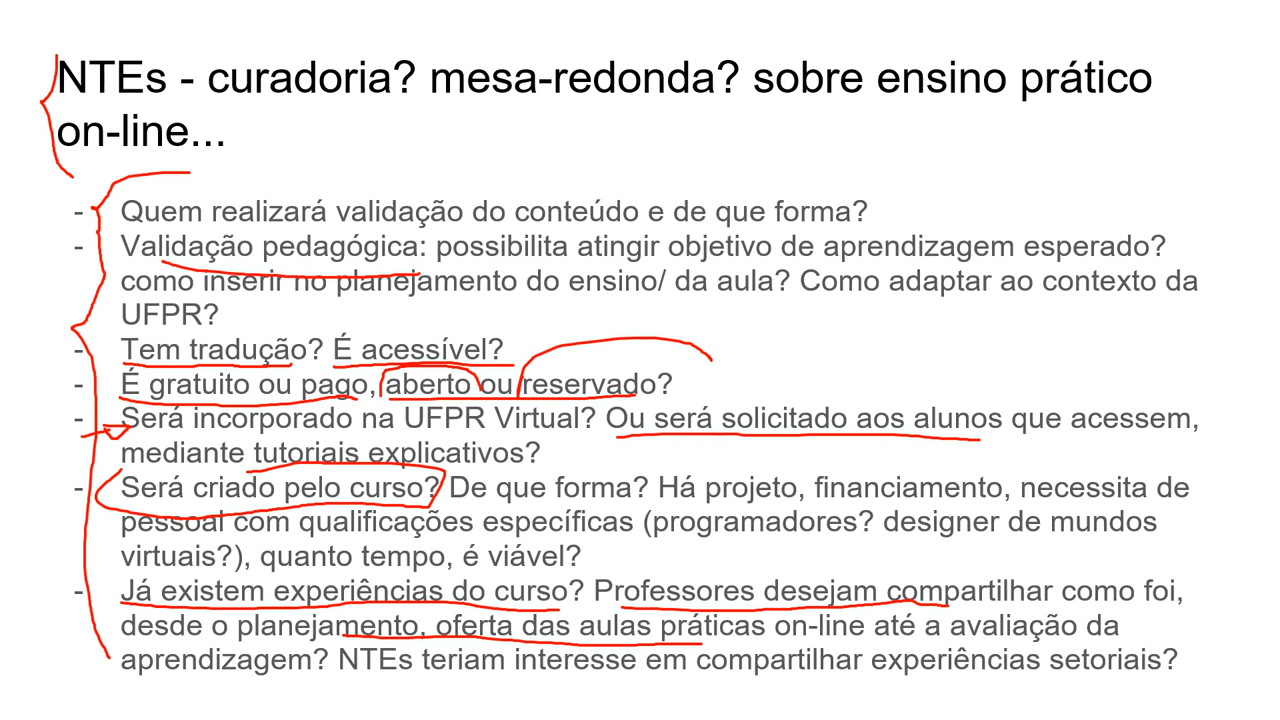 NTEs - curadoria? mesa-redonda? sobre ensino prático
on-line...
- Quem realizará validação do conteúdo e de que forma?
- Validação pedagógica: possibilita atingir objetivo de aprendizagem esperado?
como inserir no planejamento do ensino/ da aula? Como adaptar ao contexto da
UFPR?
- Tem tradução? É acessível?
- É gratuito ou pago, aberto ou reservado?
- Será incorporado na UFPR Virtual? Ou será solicitado aos alunos que acessem,
mediante tutoriais explicativos?
- Será criado pelo curso? De que forma? Há projeto, financiamento, necessita de
pessoal com qualificações específicas (programadores? designer de mundos
virtuais?), quanto tempo, é viável?
- Já existem experiências do curso? Professores desejam compartilhar como foi,
desde o planejamento, oferta das aulas práticas on-line até a avaliação da
aprendizagem? NTEs teriam interesse em compartilhar experiências setoriais?